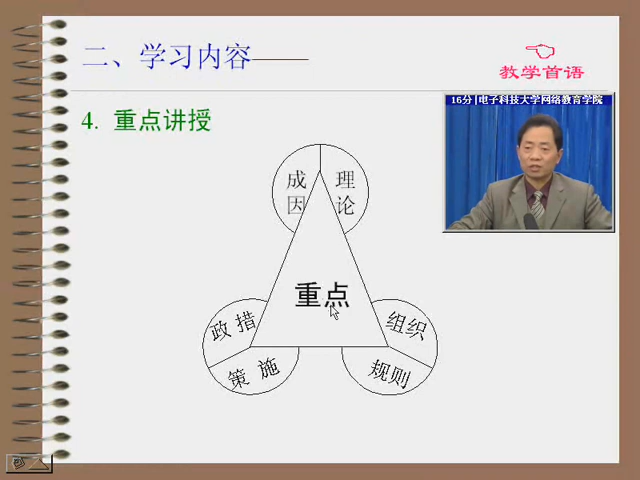 二、学习内容——
教学首语
16分|电子科技大学网络教育学院
4. 重点讲授
成因
理论
重点
政策
措施
组织
规则